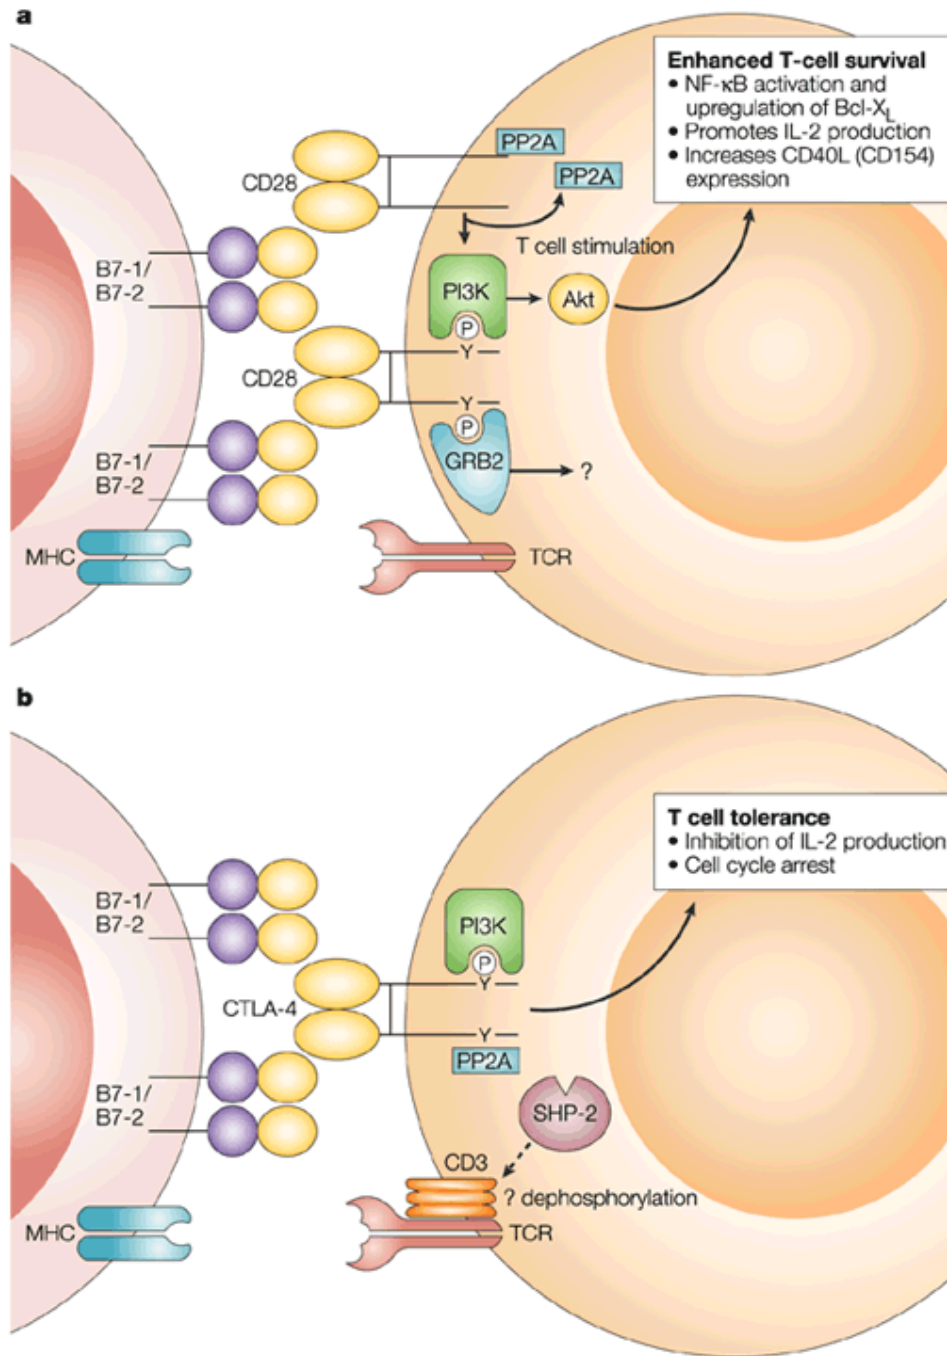 a
Enhanced T-cell survival
• NF-κB activation and
upregulation of Bcl-XL
• Promotes IL-2 production
• Increases CD40L (CD154)
expression
PP2A
PP2A
CD28
T cell stimulation
B7-1/
B7-2
PI3K
Akt
P
Y
CD28
Y
P
GRB2
?
B7-1/
B7-2
MHC
TCR
b
T cell tolerance
• Inhibition of IL-2 production
• Cell cycle arrest
B7-1/
B7-2
PI3K
P
Y
CTLA-4
Y
PP2A
B7-1/
B7-2
SHP-2
CD3
? dephosphorylation
MHC
TCR